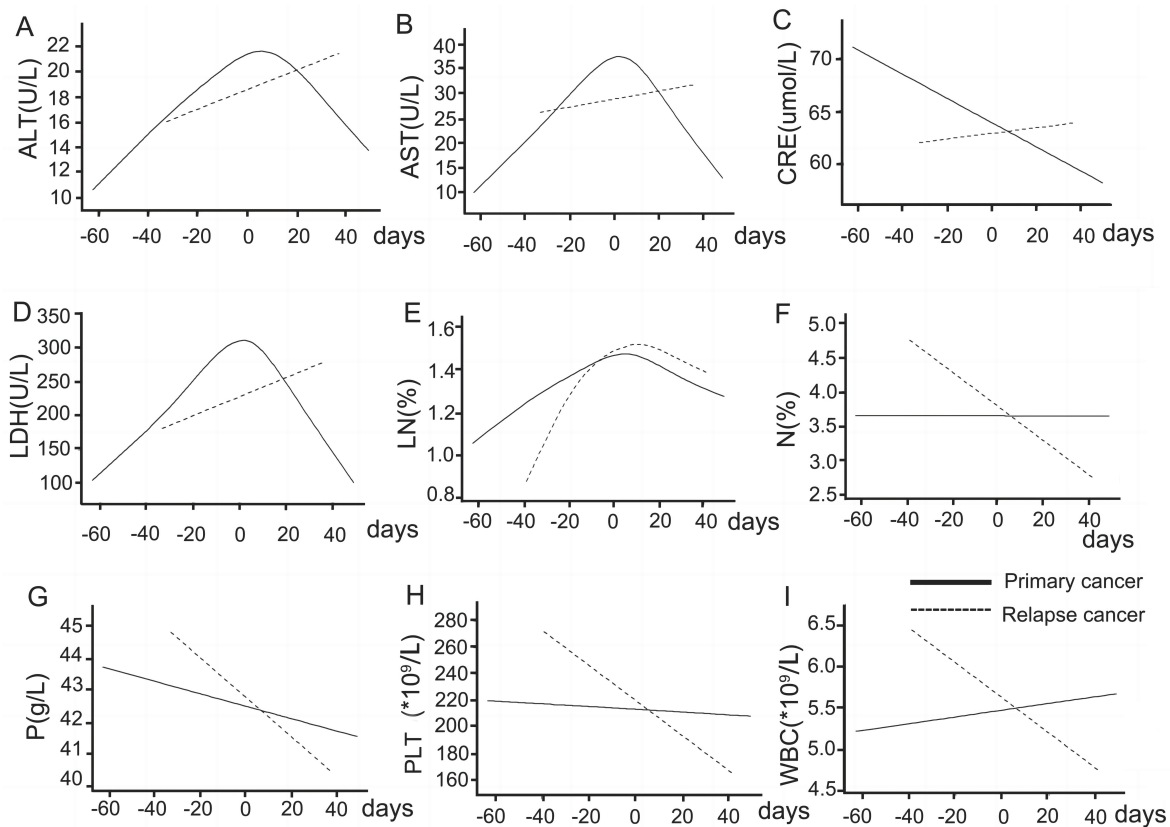 A
ALT(U/L)
22
20
18
16
14
12
10
-60 -40 -20 0 20 40 days
B
AST(U/L)
40
35
30
25
20
15
10
-60 -40 -20 0 20 40 days
C
CRE(umol/L)
70
65
60
-60 -40 -20 0 20 40 days
D
LDH(U/L)
350
300
250
200
150
100
-60 -40 -20 0 20 40 days
E
LN(%)
1.6
1.4
1.2
1.0
0.8
-60 -40 -20 0 20 40
F
N(%)
5.0
4.5
4.0
3.5
3.0
2.5
-60 -40 -20 0 20 40
days
Primary cancer
Relapse cancer
G
P(g/L)
45
44
43
42
41
40
-60 -40 -20 0 20 40 days
H
PLT (*10⁹/L)
280
260
240
220
200
180
160
-60 -40 -20 0 20 40 days
I
WBC(*10⁹/L)
6.5
6.0
5.5
5.0
4.5
-60 -40 -20 0 20 40 days